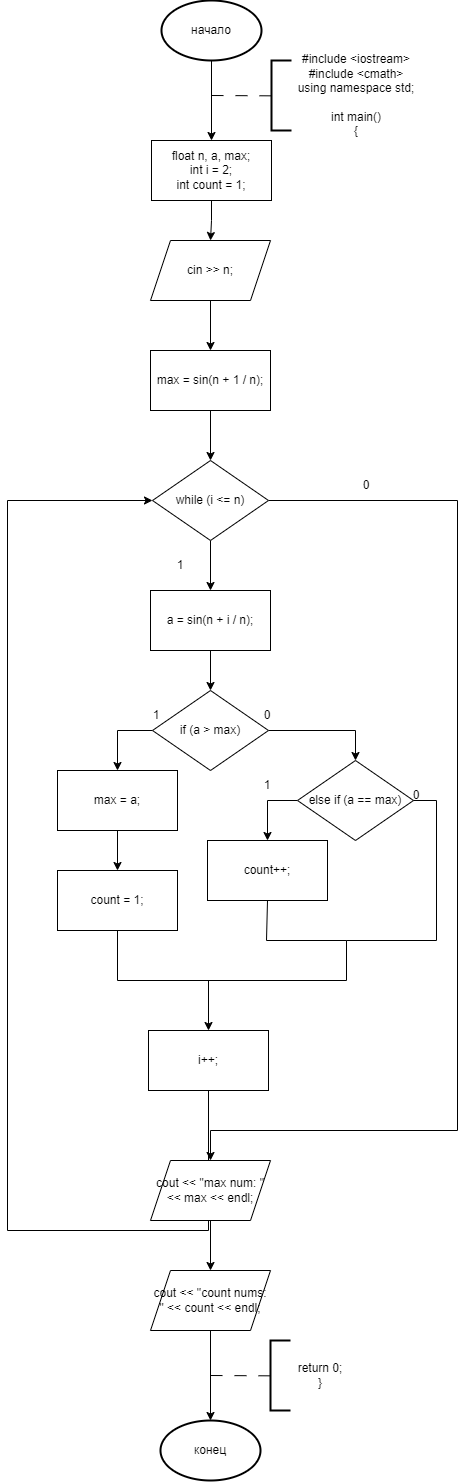 начало
#include <iostream>
#include <cmath>
using namespace std;
int main()
{
float n, a, max;
int i = 2;
int count = 1;
cin >> n;
max = sin(n + 1 / n);
while (i <= n)
0
1
a = sin(n + i / n);
1
0
if (a > max)
max = a;
1
else if (a == max)
0
count++;
count = 1;
i++;
cout << "max num: "
<< max << endl;
cout << "count nums:
" << count << endl;
return 0;
}
конец